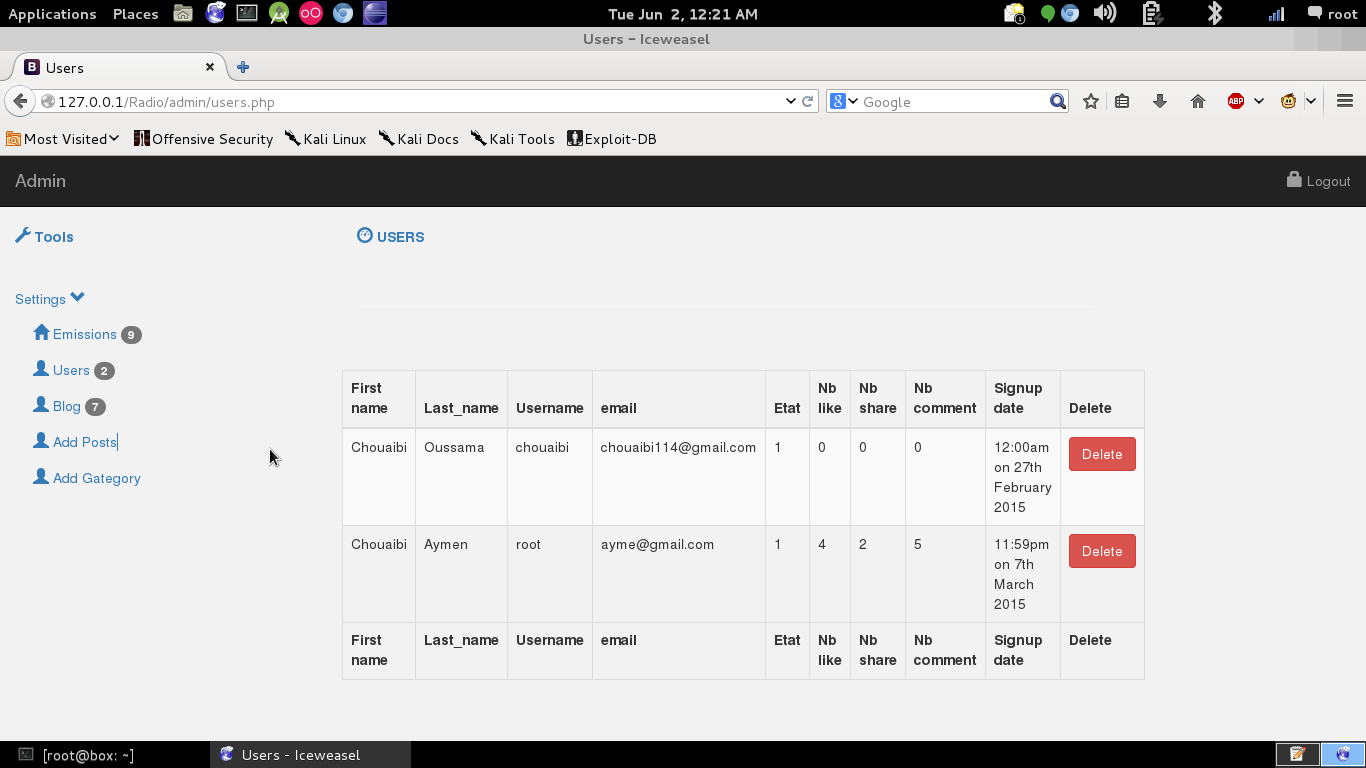 Applications Places Tue Jun 2, 12:21 AM root
Users - Iceweasel
Users
127.0.0.1/Radio/admin/users.php Google ABP
Most Visited Offensive Security Kali Linux Kali Docs Kali Tools Exploit-DB
Admin Logout
Tools USERS
Settings
Emissions 9
Users 2
Blog 7
Add Posts
Add Gategory
First name Last_name Username email Etat Nb like Nb share Nb comment Signup date Delete
Chouaibi Oussama chouaibi chouaibi114@gmail.com 1 0 0 0 12:00am on 27th February 2015 Delete
Chouaibi Aymen root ayme@gmail.com 1 4 2 5 11:59pm on 7th March 2015 Delete
First name Last_name Username email Etat Nb like Nb share Nb comment Signup date Delete
[root@box: ~] Users - Iceweasel